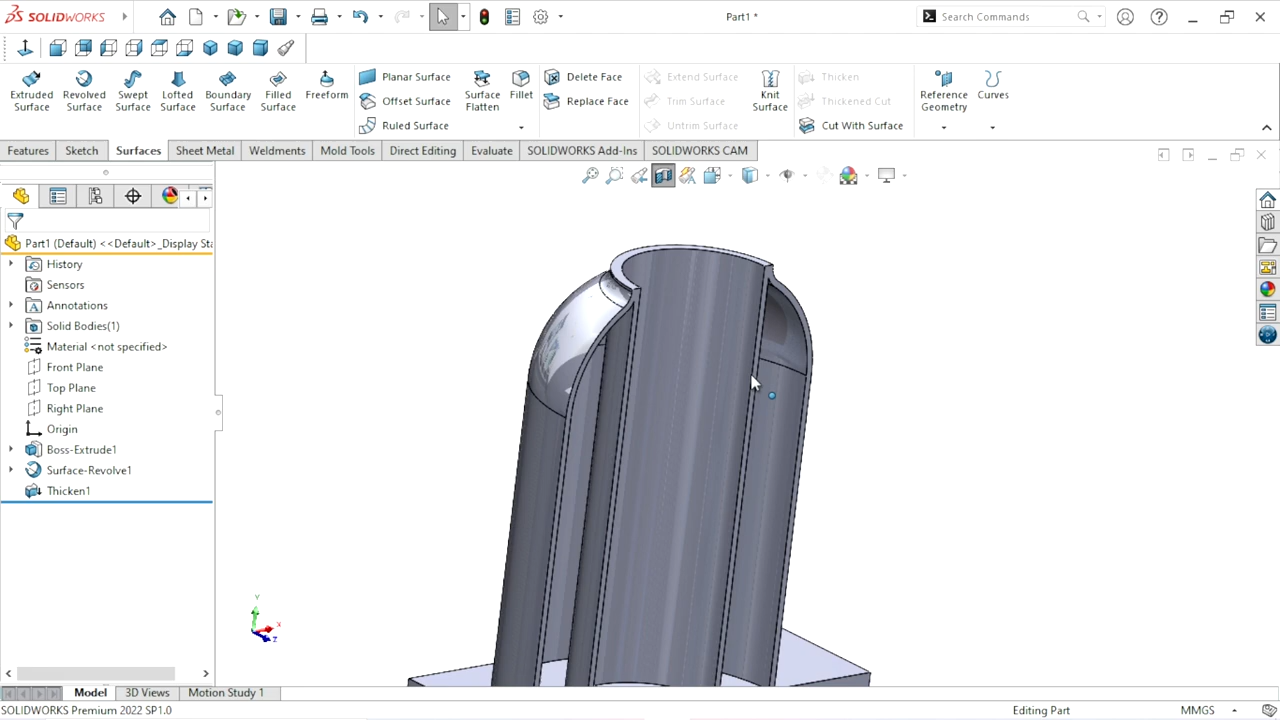 SOLIDWORKS
Part1 *
Search Commands
Extruded Surface
Revolved Surface
Swept Surface
Lofted Surface
Boundary Surface
Filled Surface
Freeform
Planar Surface
Offset Surface
Ruled Surface
Surface Flatten
Fillet
Delete Face
Replace Face
Extend Surface
Trim Surface
Untrim Surface
Knit Surface
Thicken
Thickened Cut
Cut With Surface
Reference Geometry
Curves
Features
Sketch
Surfaces
Sheet Metal
Weldments
Mold Tools
Direct Editing
Evaluate
SOLIDWORKS Add-Ins
SOLIDWORKS CAM
Part1 (Default) <<Default>_Display Sta
History
Sensors
Annotations
Solid Bodies(1)
Material <not specified>
Front Plane
Top Plane
Right Plane
Origin
Boss-Extrude1
Surface-Revolve1
Thicken1
Y
X
Z
Model
3D Views
Motion Study 1
SOLIDWORKS Premium 2022 SP1.0
Editing Part
MMGS